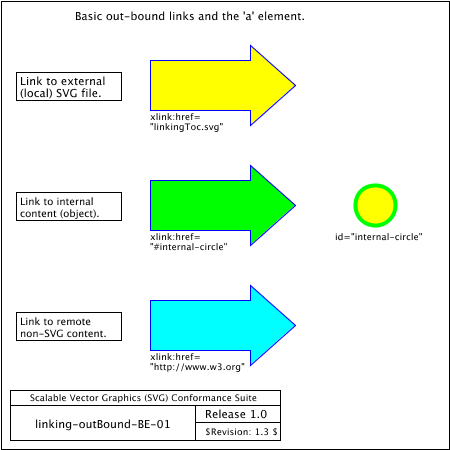 Basic out-bound links and the 'a' element.
Link to external
(local) SVG file.
xlink:href=
"linkingToc.svg"
Link to internal
content (object).
xlink:href=
"#internal-circle"
id="internal-circle"
Link to remote
non-SVG content.
xlink:href=
"http://www.w3.org"
Scalable Vector Graphics (SVG) Conformance Suite
linking-outBound-BE-01
Release 1.0
$Revision: 1.3 $